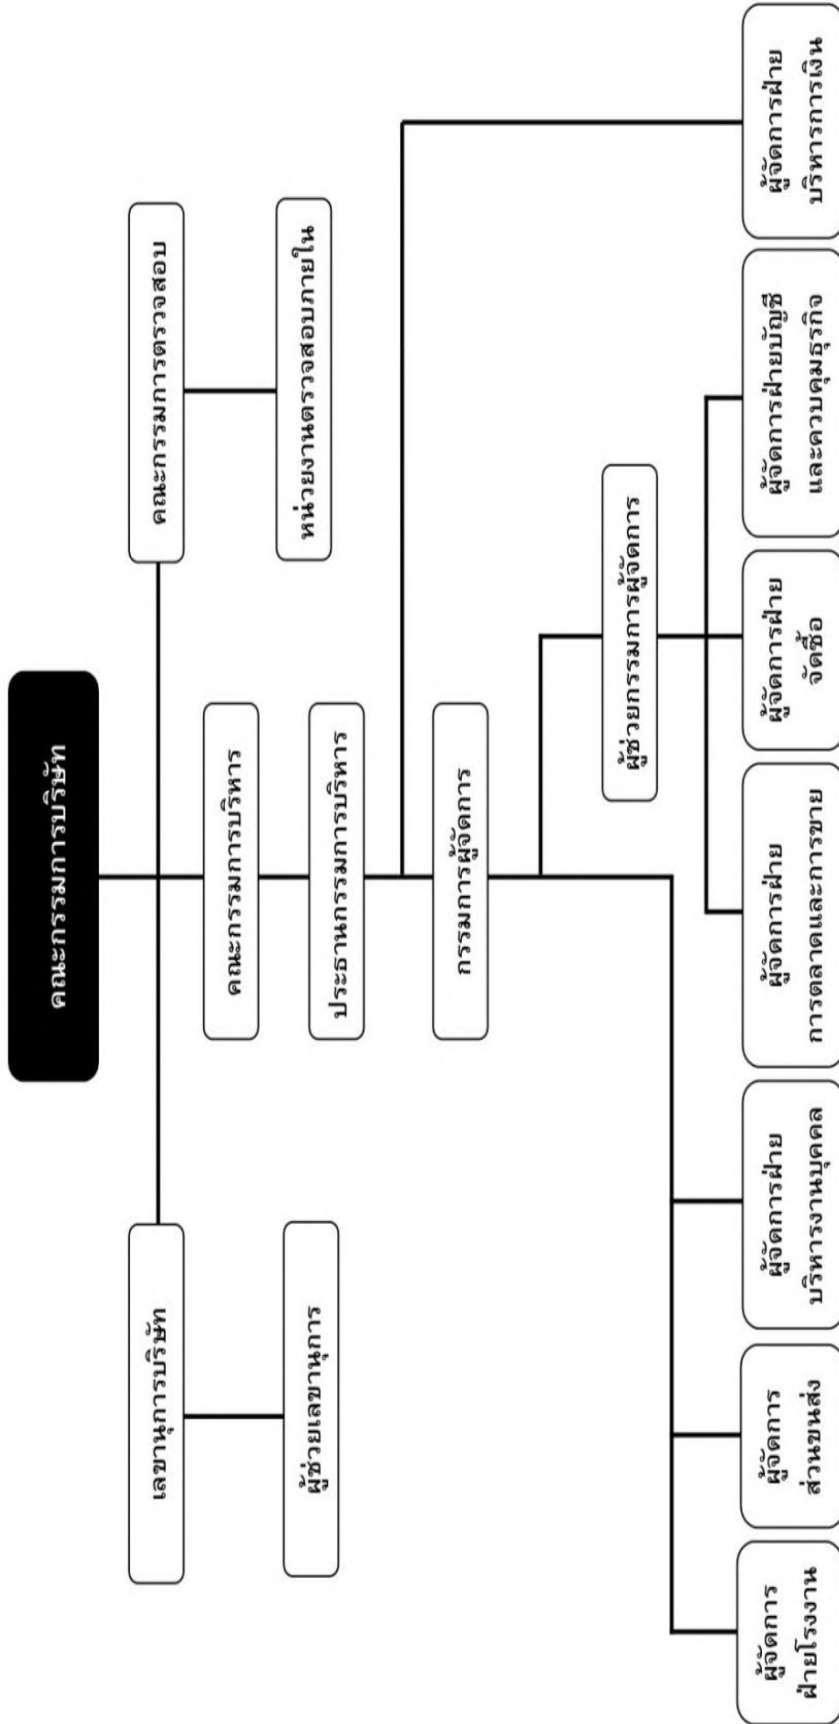 คณะกรรมการบริษัท
เลขานุการบริษัท
คณะกรรมการตรวจสอบ
ผู้ช่วยเลขานุการ
คณะกรรมการบริหาร
หน่วยงานตรวจสอบภายใน
ประธานกรรมการบริหาร
กรรมการผู้จัดการ
ผู้ช่วยกรรมการผู้จัดการ
ผู้จัดการ
ฝ่ายโรงงาน
ผู้จัดการ
ส่วนขนส่ง
ผู้จัดการฝ่าย
บริหารงานบุคคล
ผู้จัดการฝ่าย
การตลาดและการขาย
ผู้จัดการฝ่าย
จัดซื้อ
ผู้จัดการฝ่ายบัญชี
และควบคุมธุรกิจ
ผู้จัดการฝ่าย
บริหารการเงิน